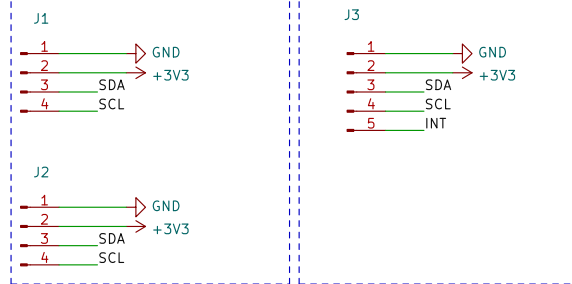 J1
1 GND
2 +3V3
3 SDA
4 SCL
J2
1 GND
2 +3V3
3 SDA
4 SCL
J3
1 GND
2 +3V3
3 SDA
4 SCL
5 INT